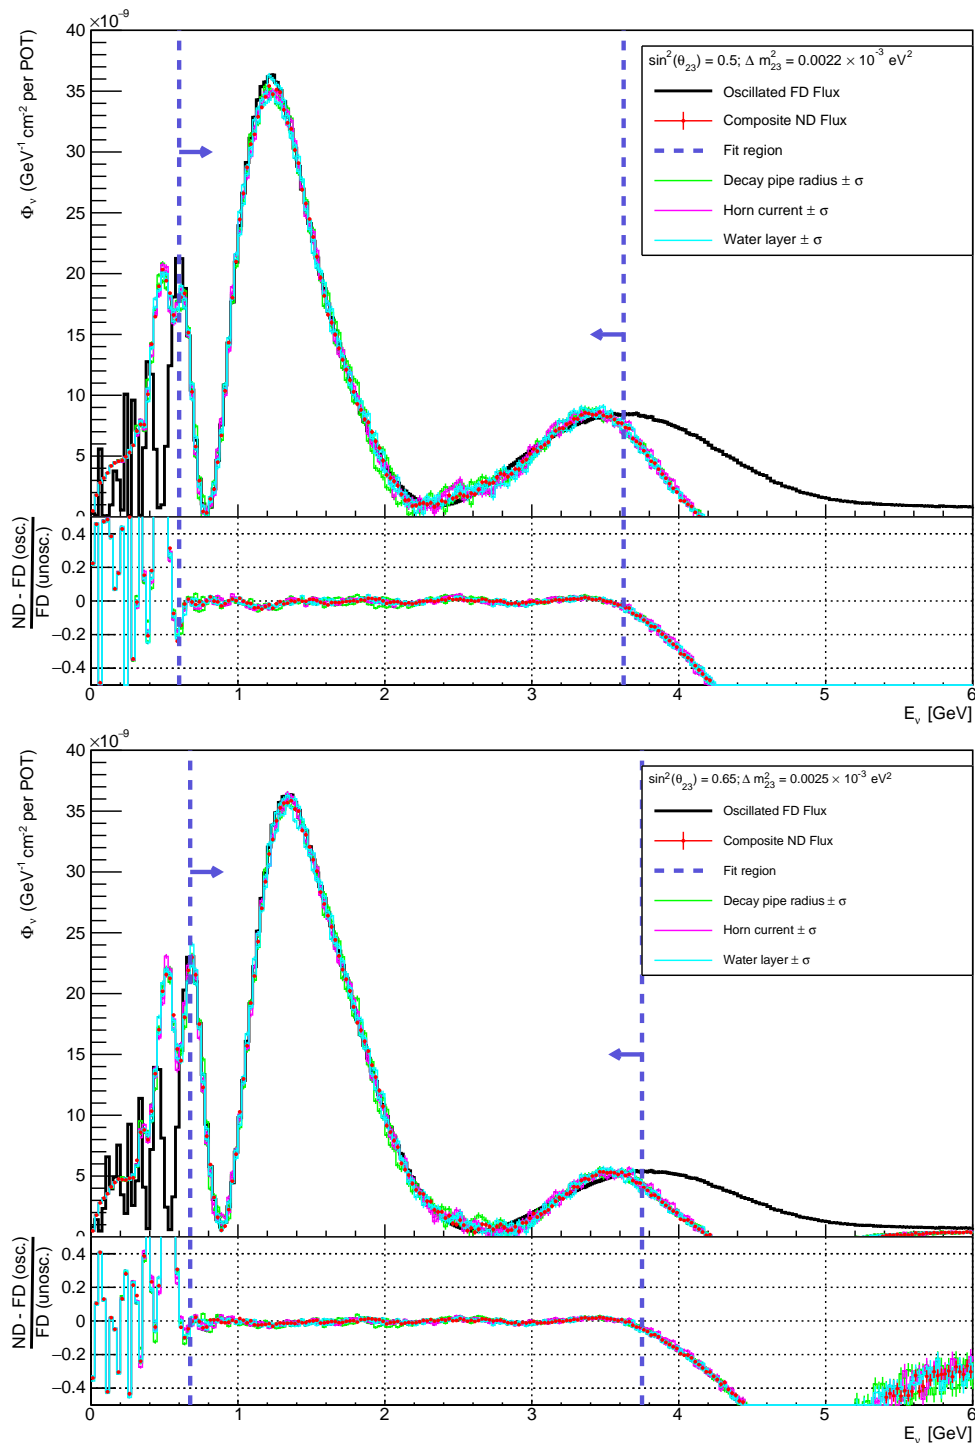 ×10⁻⁹
40
35
30
25
20
15
10
5
0
Φν (GeV⁻¹ cm⁻² per POT)
sin²(θ₂₃) = 0.5; Δ m²₂₃ = 0.0022 × 10⁻³ eV²
Oscillated FD Flux
Composite ND Flux
Fit region
Decay pipe radius ± σ
Horn current ± σ
Water layer ± σ
0.4
0.2
0
−0.2
−0.4
ND - FD (osc.)
FD (unosc.)
0 1 2 3 4 5 6
Eν [GeV]
×10⁻⁹
40
35
30
25
20
15
10
5
0
Φν (GeV⁻¹ cm⁻² per POT)
sin²(θ₂₃) = 0.65; Δ m²₂₃ = 0.0025 × 10⁻³ eV²
Oscillated FD Flux
Composite ND Flux
Fit region
Decay pipe radius ± σ
Horn current ± σ
Water layer ± σ
0.4
0.2
0
−0.2
−0.4
ND - FD (osc.)
FD (unosc.)
0 1 2 3 4 5 6
Eν [GeV]